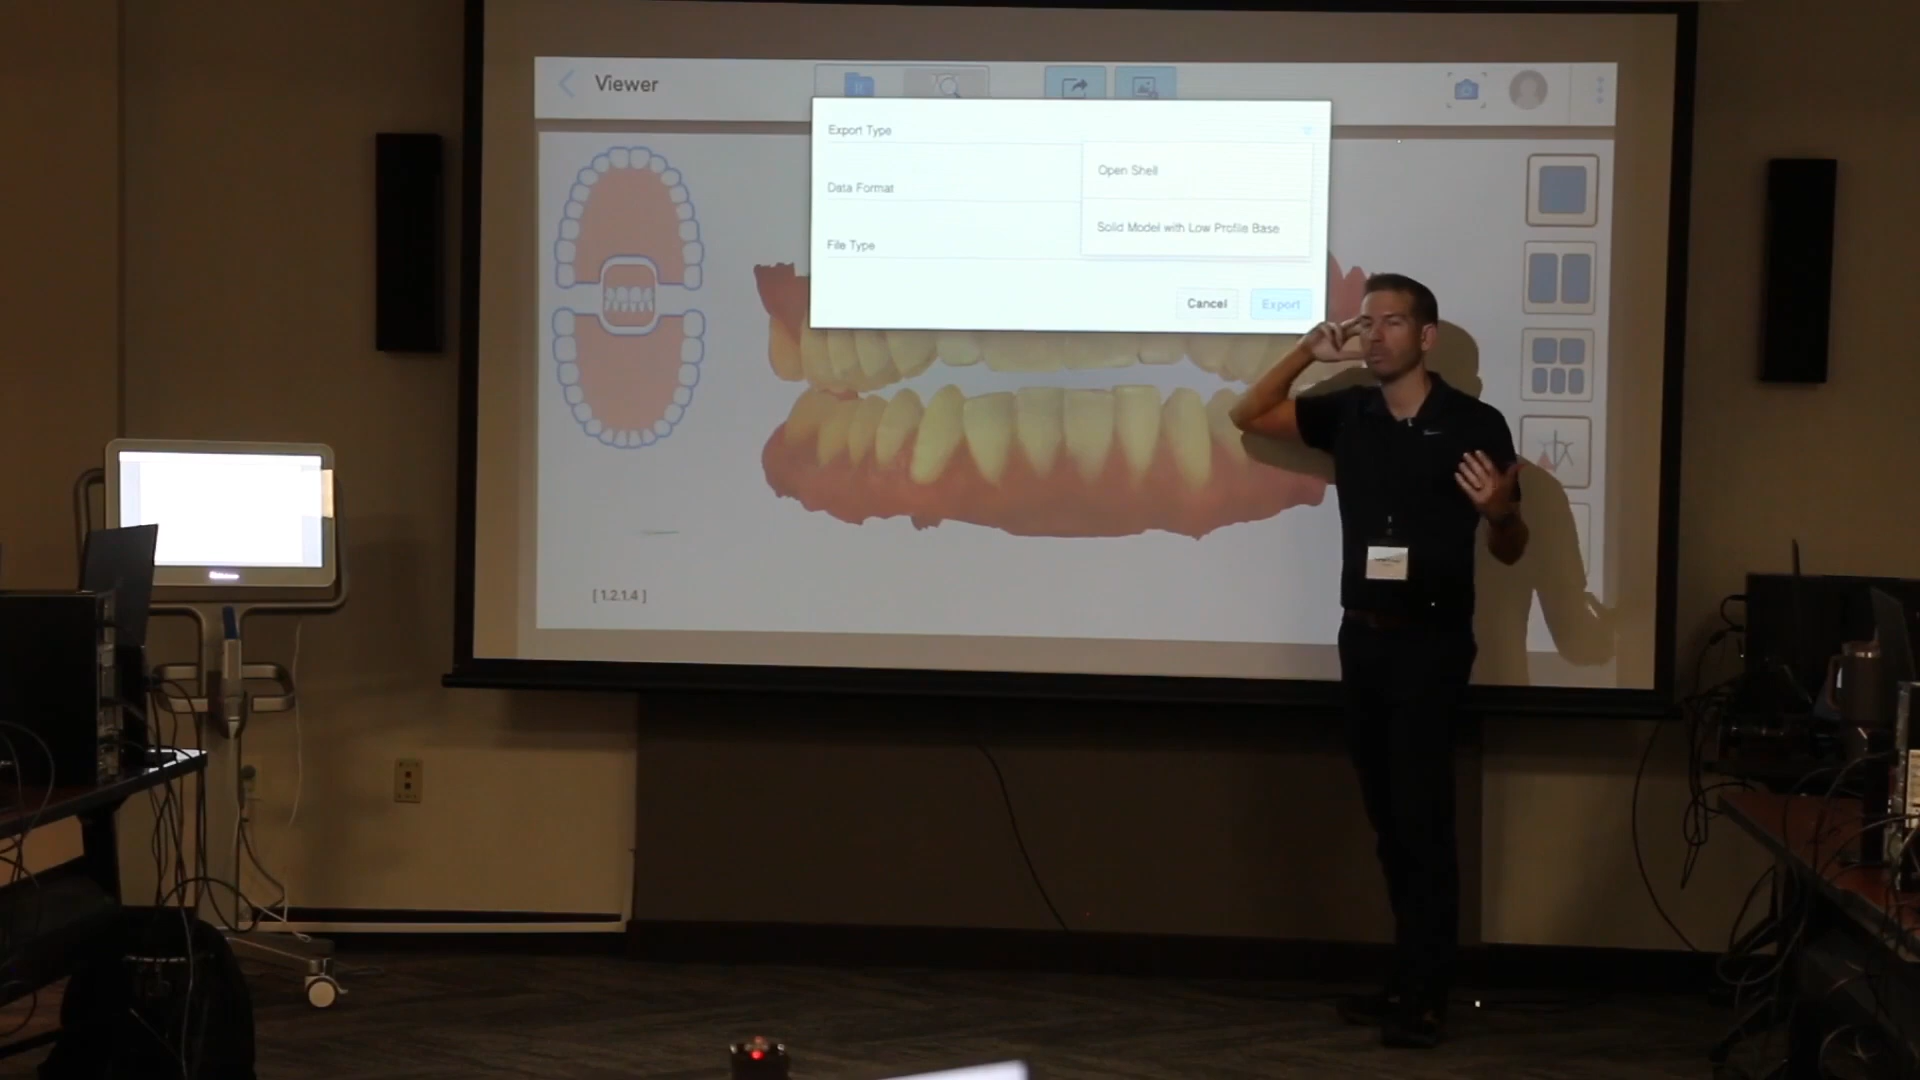 Viewer
Export Type
Open Shell
Data Format
Solid Model with Low Profile Base
File Type
Cancel
Export
[ 1.2.1.4 ]